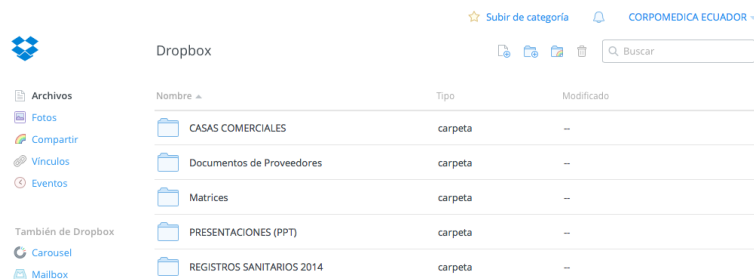 Subir de categoría CORPOMEDICA ECUADOR
Dropbox
Buscar
Archivos
Fotos
Compartir
Vínculos
Eventos
También de Dropbox
Carousel
Mailbox
Nombre Tipo Modificado
CASAS COMERCIALES carpeta --
Documentos de Proveedores carpeta --
Matrices carpeta --
PRESENTACIONES (PPT) carpeta --
REGISTROS SANITARIOS 2014 carpeta --